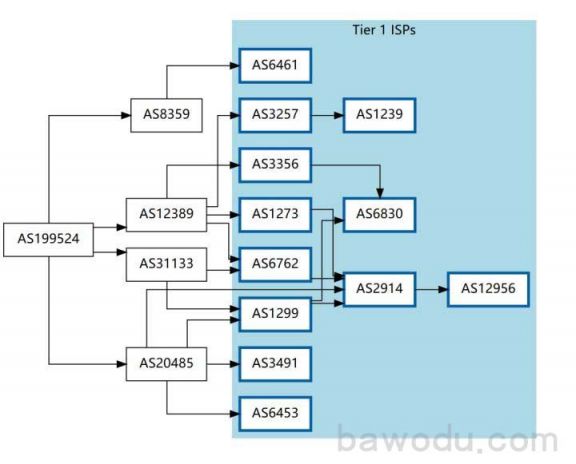 Tier 1 ISPs
AS6461
AS8359
AS3257
AS1239
AS3356
AS12389
AS1273
AS6830
AS199524
AS31133
AS6762
AS2914
AS12956
AS1299
AS20485
AS3491
AS6453
bawodu.com